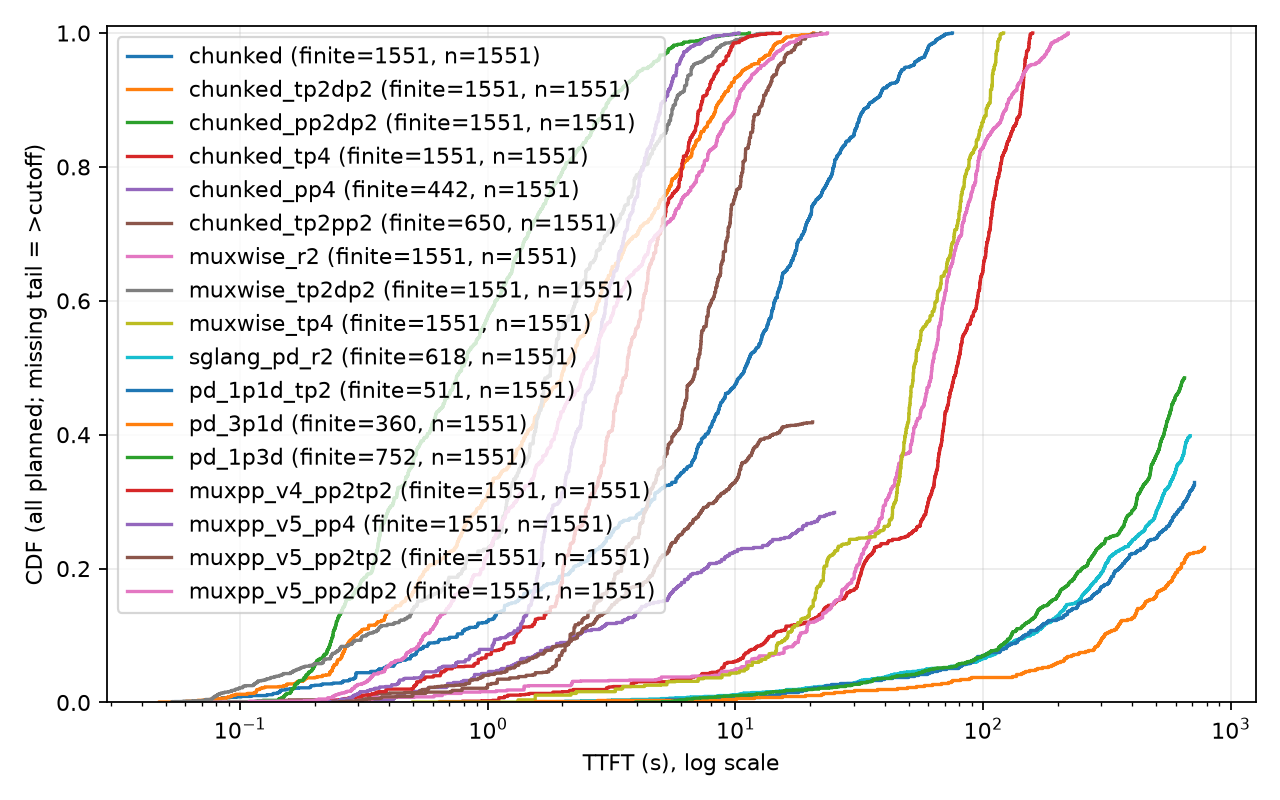 CDF (all planned; missing tail = >cutoff)
1.0
0.8
0.6
0.4
0.2
0.0
chunked (finite=1551, n=1551)
chunked_tp2dp2 (finite=1551, n=1551)
chunked_pp2dp2 (finite=1551, n=1551)
chunked_tp4 (finite=1551, n=1551)
chunked_pp4 (finite=442, n=1551)
chunked_tp2pp2 (finite=650, n=1551)
muxwise_r2 (finite=1551, n=1551)
muxwise_tp2dp2 (finite=1551, n=1551)
muxwise_tp4 (finite=1551, n=1551)
sglang_pd_r2 (finite=618, n=1551)
pd_1p1d_tp2 (finite=511, n=1551)
pd_3p1d (finite=360, n=1551)
pd_1p3d (finite=752, n=1551)
muxpp_v4_pp2tp2 (finite=1551, n=1551)
muxpp_v5_pp4 (finite=1551, n=1551)
muxpp_v5_pp2tp2 (finite=1551, n=1551)
muxpp_v5_pp2dp2 (finite=1551, n=1551)
10⁻¹ 10⁰ 10¹ 10² 10³
TTFT (s), log scale